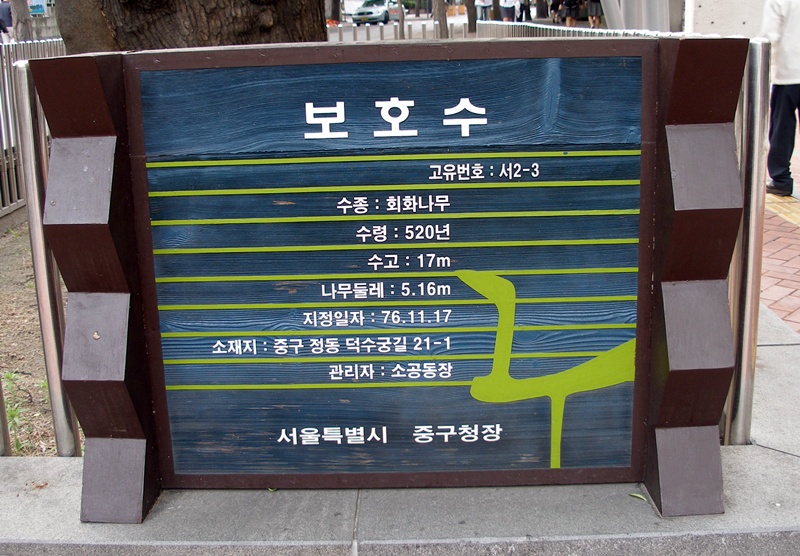 보호수
고유번호 : 서2-3
수종 : 회화나무
수령 : 520년
수고 : 17m
나무둘레 : 5.16m
지정일자 : 76.11.17
소재지 : 중구 정동 덕수궁길 21-1
관리자 : 소공동장
서울특별시 중구청장